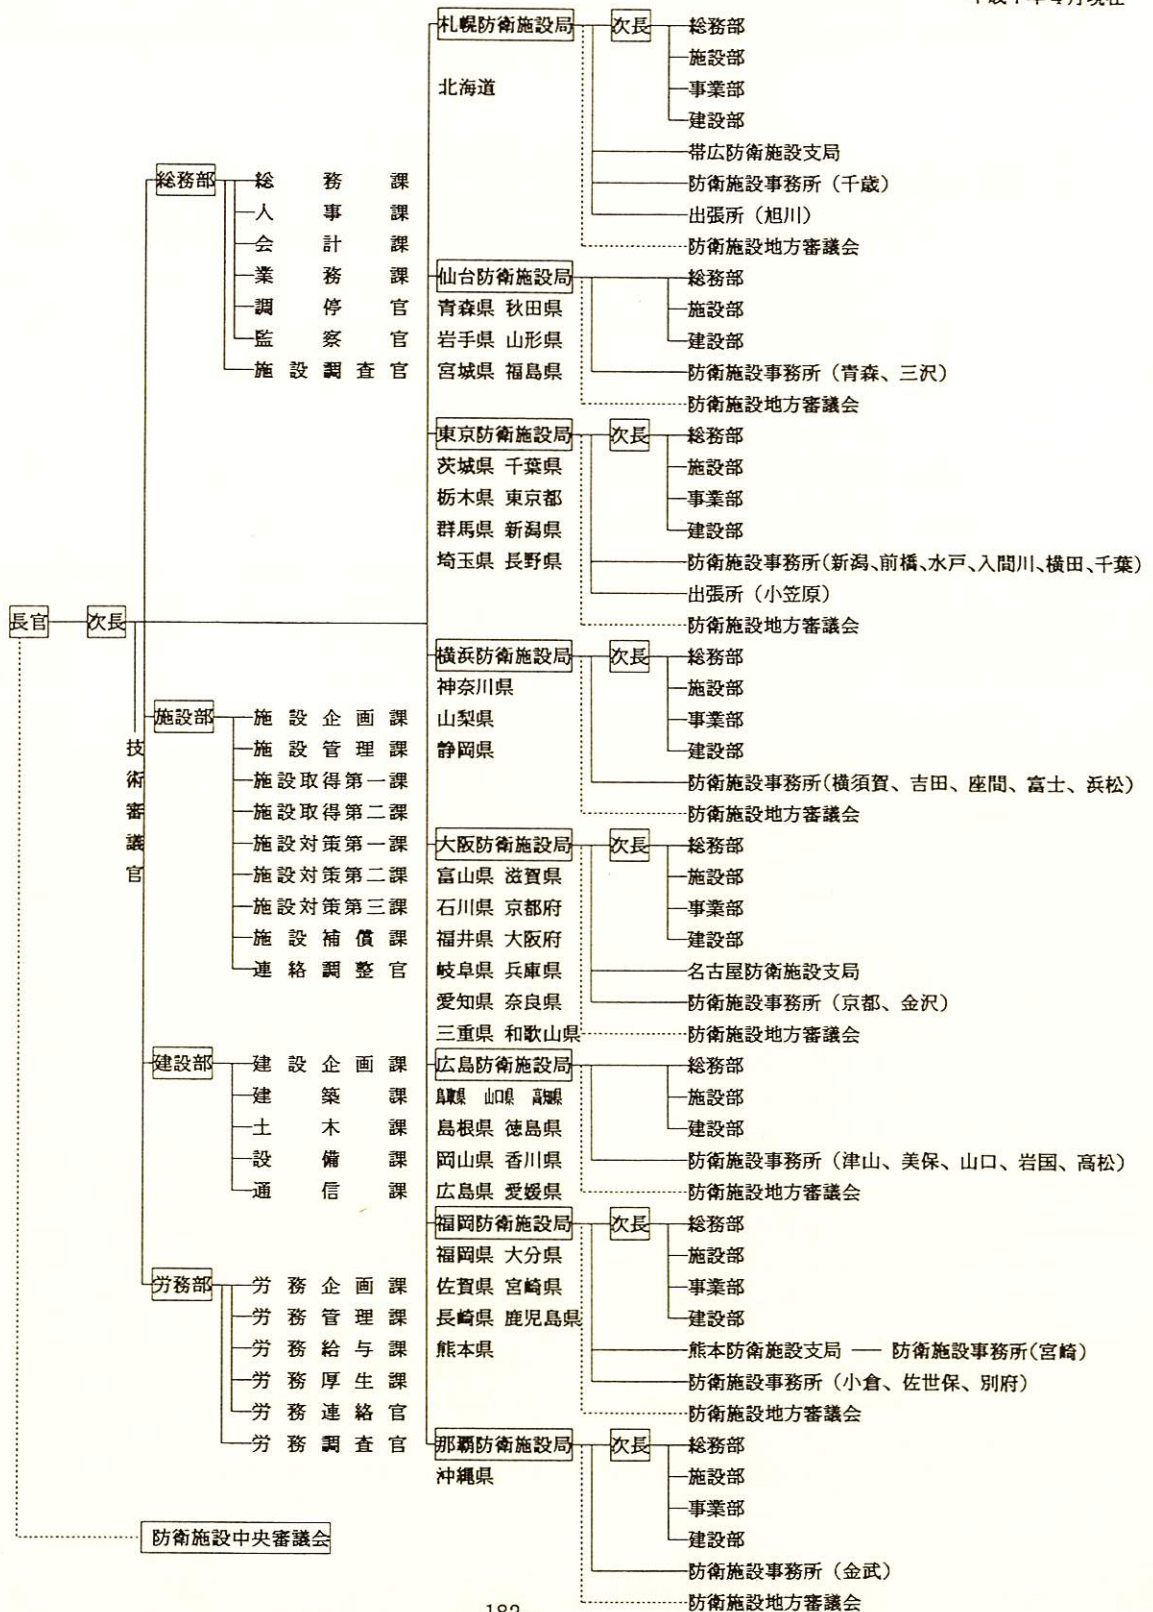 長官
次長
技術審議官
総務部
総務課
人事課
会計課
業務課
調停官
監察官
施設調査官
施設部
施設企画課
施設管理課
施設取得第一課
施設取得第二課
施設対策第一課
施設対策第二課
施設対策第三課
施設補償課
連絡調整官
建設部
建設企画課
建築課
土木課
設備課
通信課
労務部
労務企画課
労務管理課
労務給与課
労務厚生課
労務連絡官
労務調査官
防衛施設中央審議会
札幌防衛施設局 次長 総務部
施設部
北海道 事業部
建設部
帯広防衛施設支局
防衛施設事務所（千歳）
出張所（旭川）
防衛施設地方審議会
仙台防衛施設局 総務部
青森県 秋田県 施設部
岩手県 山形県 建設部
宮城県 福島県 防衛施設事務所（青森、三沢）
防衛施設地方審議会
東京防衛施設局 次長 総務部
茨城県 千葉県 施設部
栃木県 東京都 事業部
群馬県 新潟県 建設部
埼玉県 長野県 防衛施設事務所(新潟、前橋、水戸、入間川、横田、千葉)
出張所（小笠原）
防衛施設地方審議会
横浜防衛施設局 次長 総務部
神奈川県 施設部
山梨県 事業部
静岡県 建設部
防衛施設事務所(横須賀、吉田、座間、富士、浜松)
防衛施設地方審議会
大阪防衛施設局 次長 総務部
富山県 滋賀県 施設部
石川県 京都府 事業部
福井県 大阪府 建設部
岐阜県 兵庫県 名古屋防衛施設支局
愛知県 奈良県 防衛施設事務所（京都、金沢）
三重県 和歌山県 防衛施設地方審議会
広島防衛施設局 総務部
鳥取県 山口県 高知県 施設部
島根県 徳島県 建設部
岡山県 香川県 防衛施設事務所（津山、美保、山口、岩国、高松）
広島県 愛媛県 防衛施設地方審議会
福岡防衛施設局 次長 総務部
福岡県 大分県 施設部
佐賀県 宮崎県 事業部
長崎県 鹿児島県 建設部
熊本県 熊本防衛施設支局 ── 防衛施設事務所(宮崎)
防衛施設事務所（小倉、佐世保、別府）
防衛施設地方審議会
那覇防衛施設局 次長 総務部
沖縄県 施設部
事業部
建設部
防衛施設事務所（金武）
防衛施設地方審議会